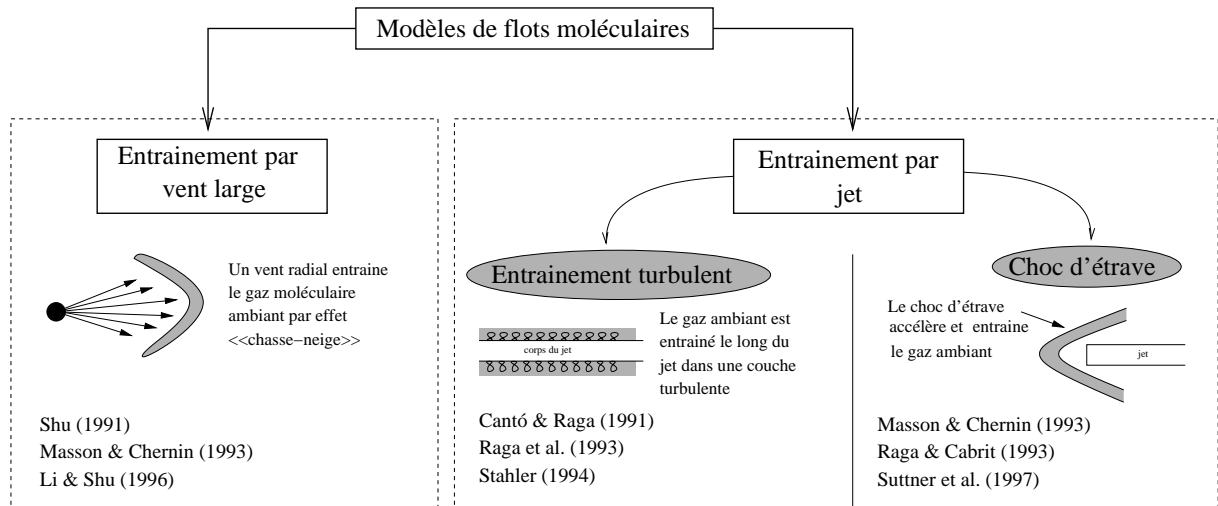 Modèles de flots moléculaires
Entrainement par
vent large
Un vent radial entraine
le gaz moléculaire
ambiant par effet
<<chasse−neige>>
Shu (1991)
Masson & Chernin (1993)
Li & Shu (1996)
Entrainement par
jet
Entrainement turbulent
corps du jet
Le gaz ambiant est
entrainé le long du
jet dans une couche
turbulente
Cantó & Raga (1991)
Raga et al. (1993)
Stahler (1994)
Choc d’étrave
Le choc d’étrave
accélère et entraine
le gaz ambiant
jet
Masson & Chernin (1993)
Raga & Cabrit (1993)
Suttner et al. (1997)